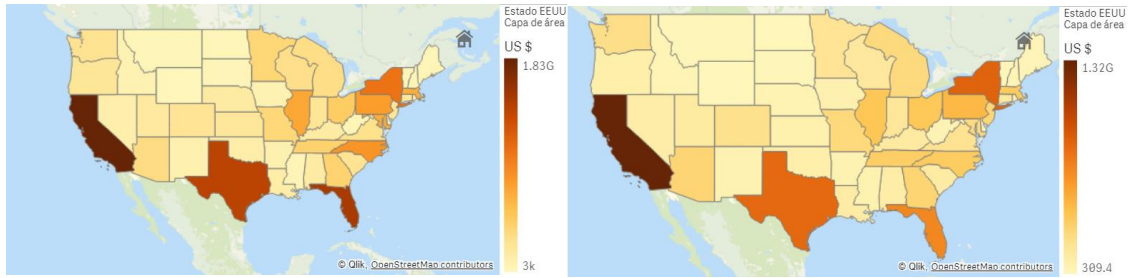 Estado EEUU
Capa de área
US $
1.83G
3k
© Qlik, OpenStreetMap contributors
Estado EEUU
Capa de área
US $
1.32G
309.4
© Qlik, OpenStreetMap contributors